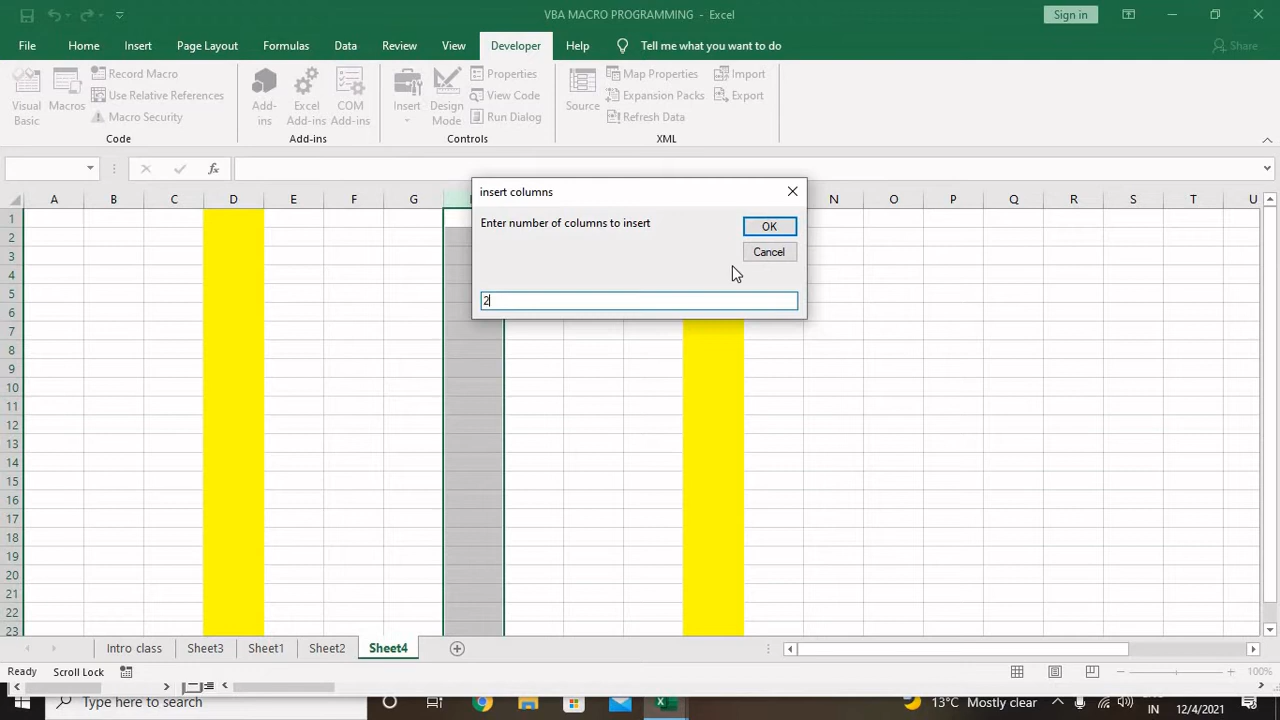 VBA MACRO PROGRAMMING - Excel
Sign in
File Home Insert Page Layout Formulas Data Review View Developer Help Tell me what you want to do Share
Visual Basic
Macros
Record Macro
Use Relative References
Macro Security
Code
Add-ins
Excel Add-ins
COM Add-ins
Add-ins
Insert
Design Mode
Properties
View Code
Run Dialog
Controls
Source
Map Properties
Expansion Packs
Refresh Data
Import
Export
XML
fx
insert columns
Enter number of columns to insert
OK
Cancel
2
A B C D E F G N O P Q R S T U
1
2
3
4
5
6
7
8
9
10
11
12
13
14
15
16
17
18
19
20
21
22
23
Intro class Sheet3 Sheet1 Sheet2 Sheet4
Ready Scroll Lock 100%
Type here to search
13°C Mostly clear
IN 12/4/2021